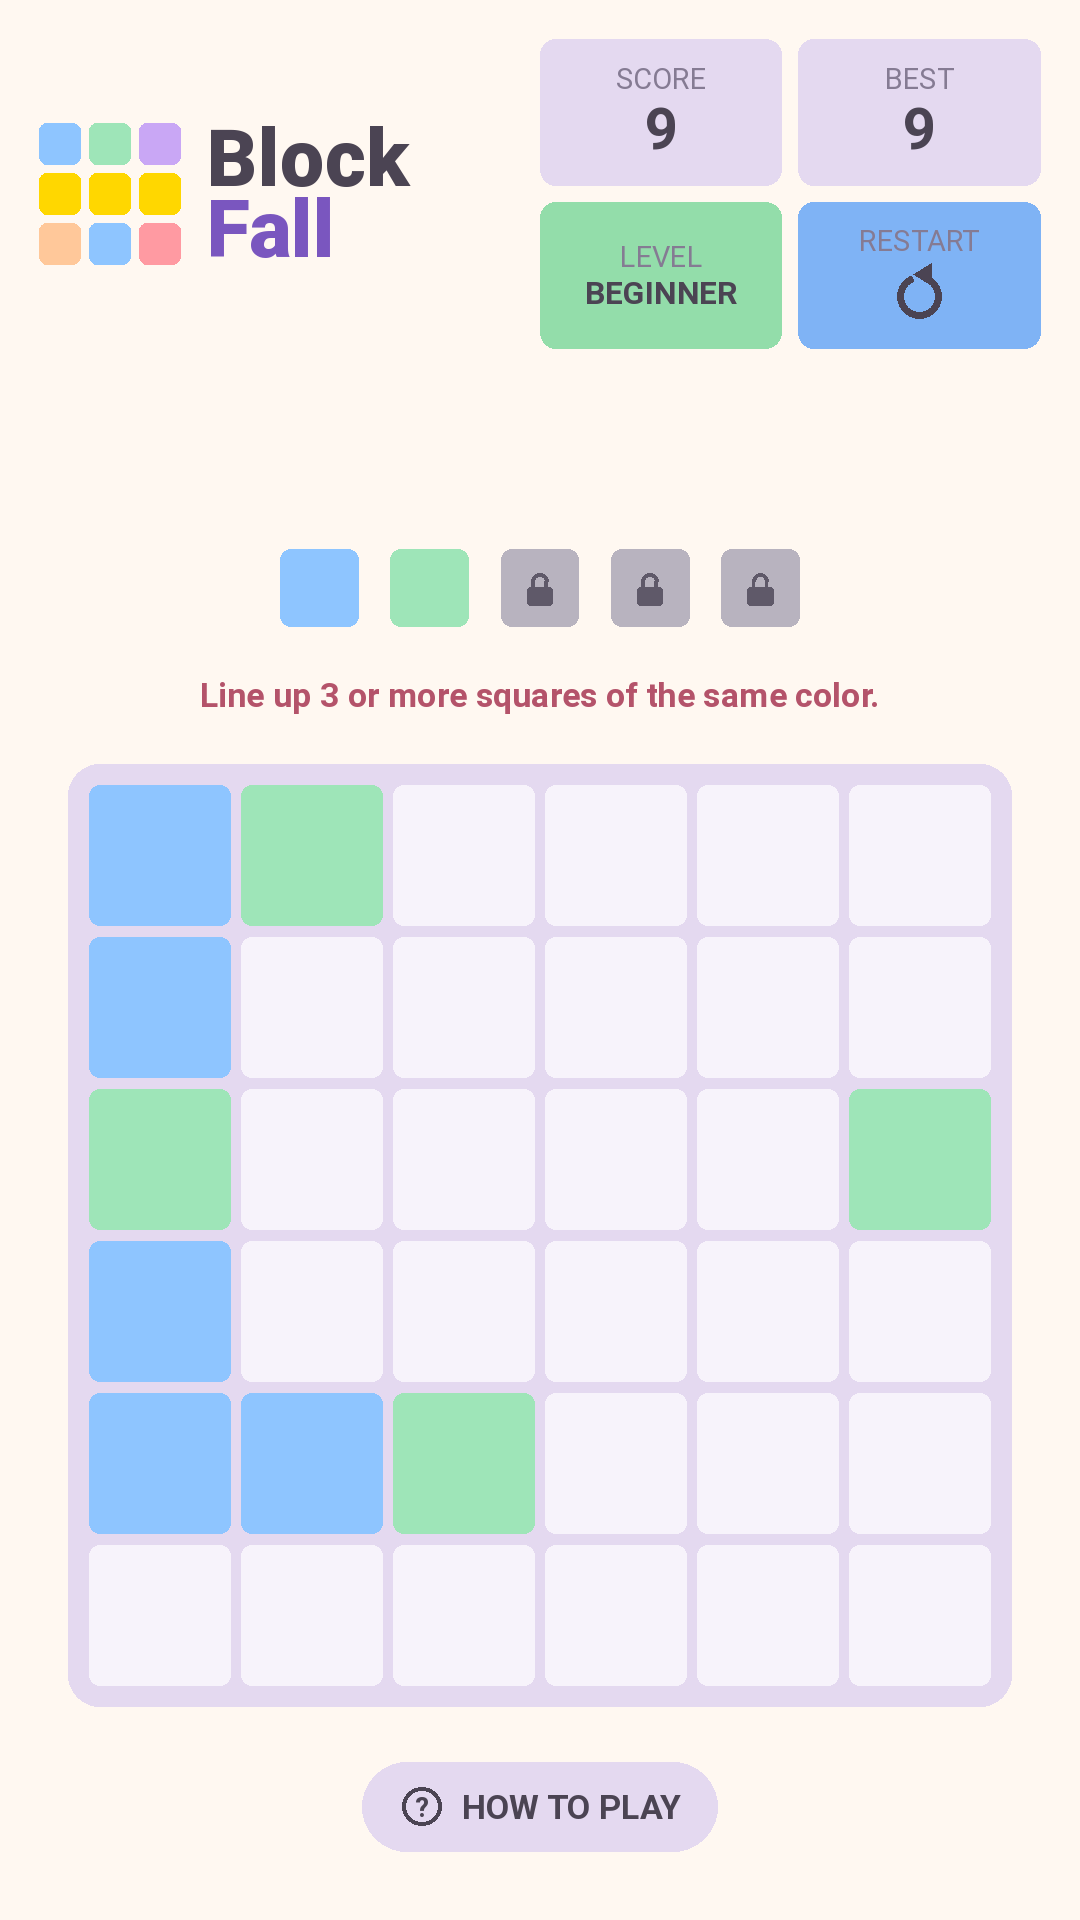 Block
Fall
SCORE
9
BEST
9
LEVEL
BEGINNER
RESTART
Line up 3 or more squares of the same color.
? HOW TO PLAY